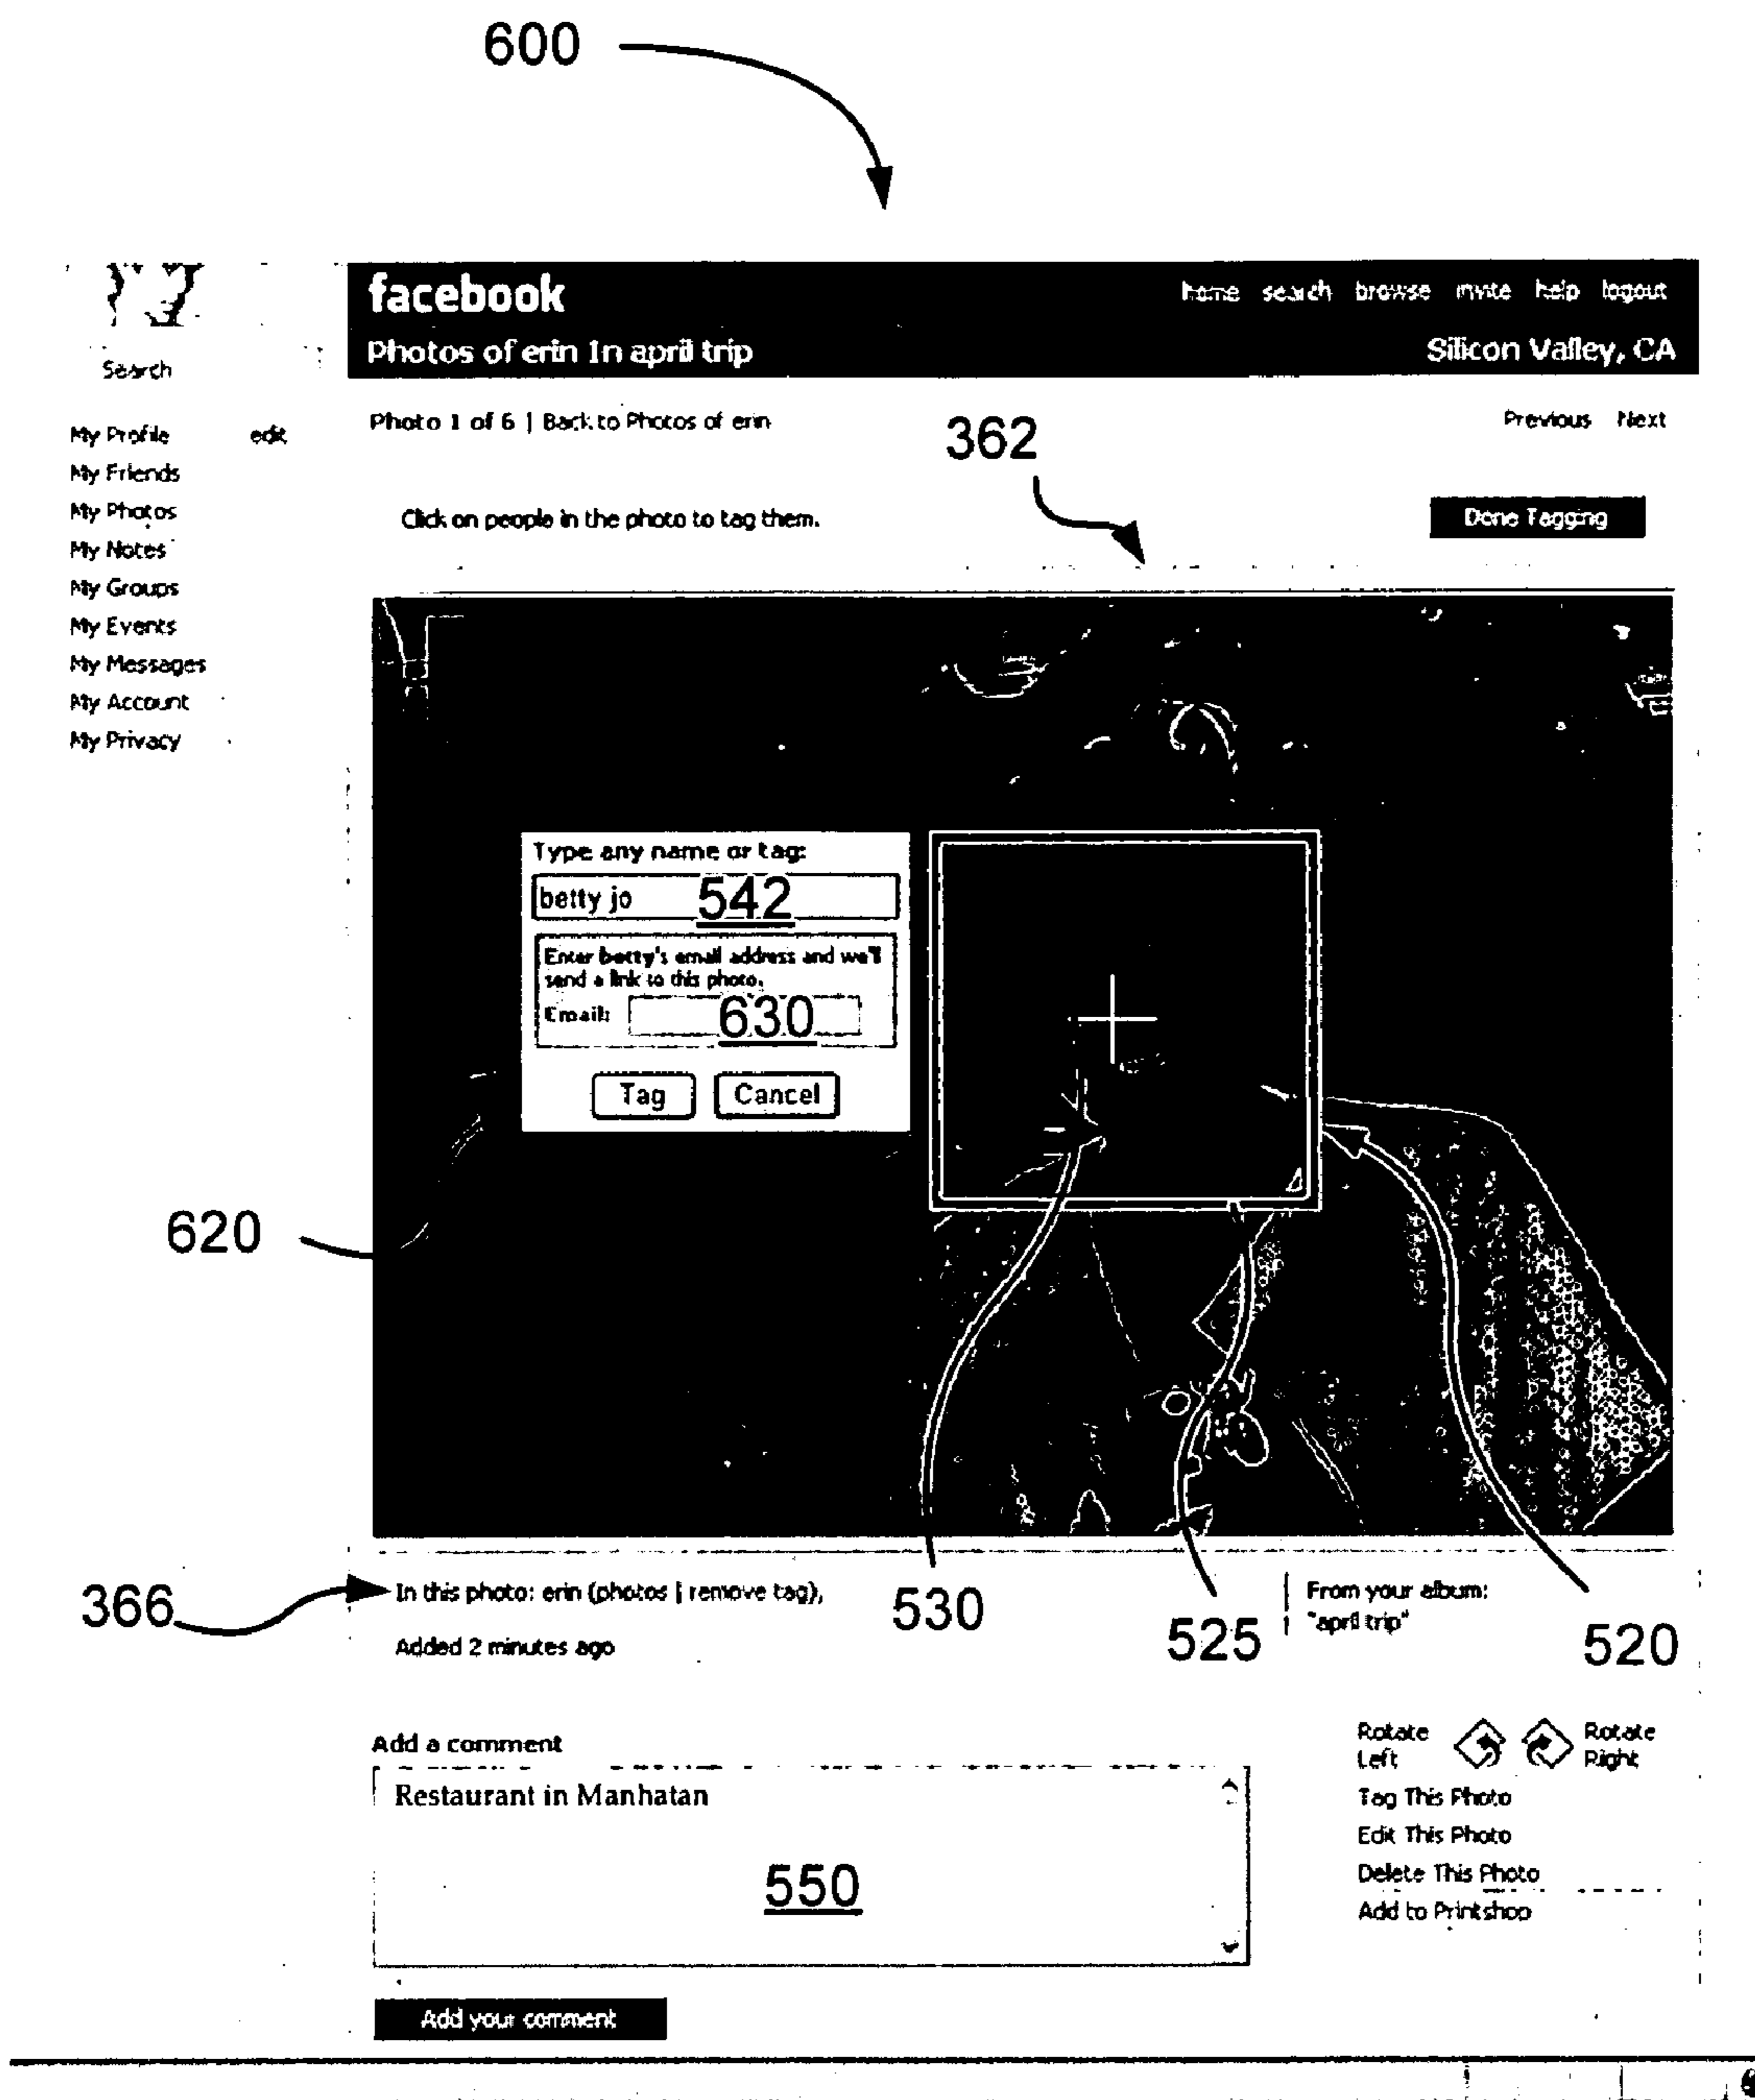 600
facebook
home search browse invite help logout
Photos of erin In april trip
Silicon Valley, CA
Search
My Profile edit
My Friends
My Photos
My Notes
My Groups
My Events
My Messages
My Account
My Privacy
Photo 1 of 6 | Back to Photos of erin
Previous Next
362
Click on people in the photo to tag them.
Done Tagging
Type any name or tag:
betty jo 542
Enter betty's email address and we'll
send a link to this photo.
Email: 630
Tag Cancel
620
366
In this photo: erin (photos | remove tag),
Added 2 minutes ago
530
525
From your album:
"april trip"
520
Add a comment
Restaurant in Manhatan
550
Rotate
Left
Rotate
Right
Tag This Photo
Edit This Photo
Delete This Photo
Add to Printshop
Add your comment